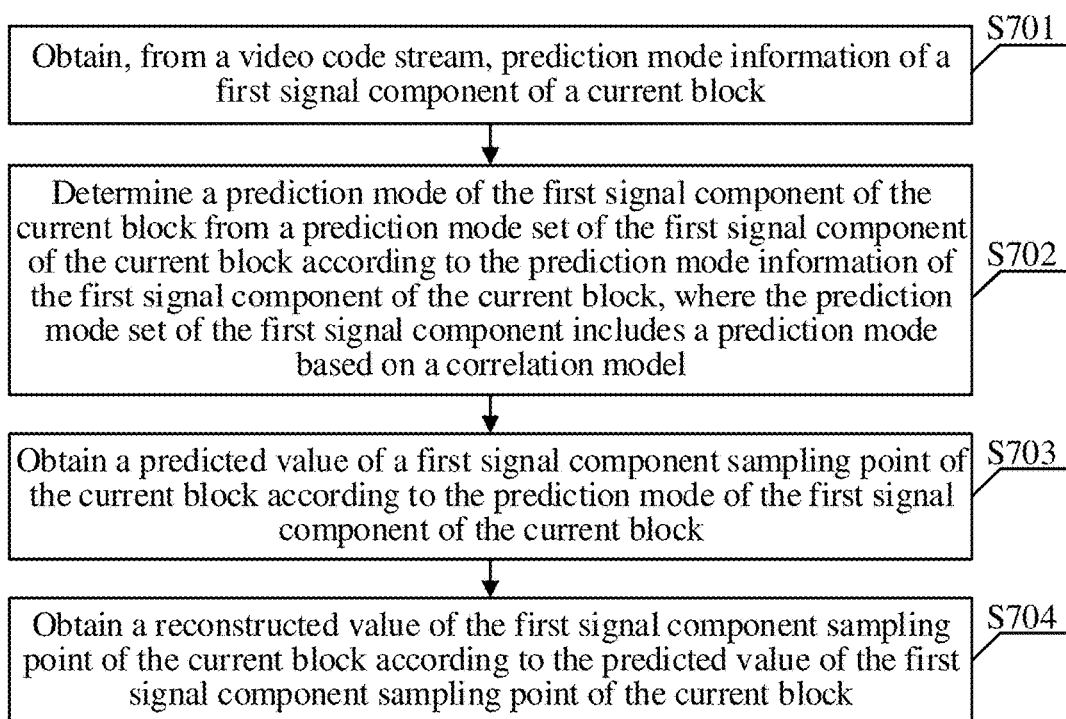 S701
Obtain, from a video code stream, prediction mode information of a
first signal component of a current block
Determine a prediction mode of the first signal component of the
current block from a prediction mode set of the first signal component
of the current block according to the prediction mode information of
the first signal component of the current block, where the prediction
mode set of the first signal component includes a prediction mode
based on a correlation model
S702
Obtain a predicted value of a first signal component sampling point of
the current block according to the prediction mode of the first signal
component of the current block
S703
Obtain a reconstructed value of the first signal component sampling
point of the current block according to the predicted value of the first
signal component sampling point of the current block
S704